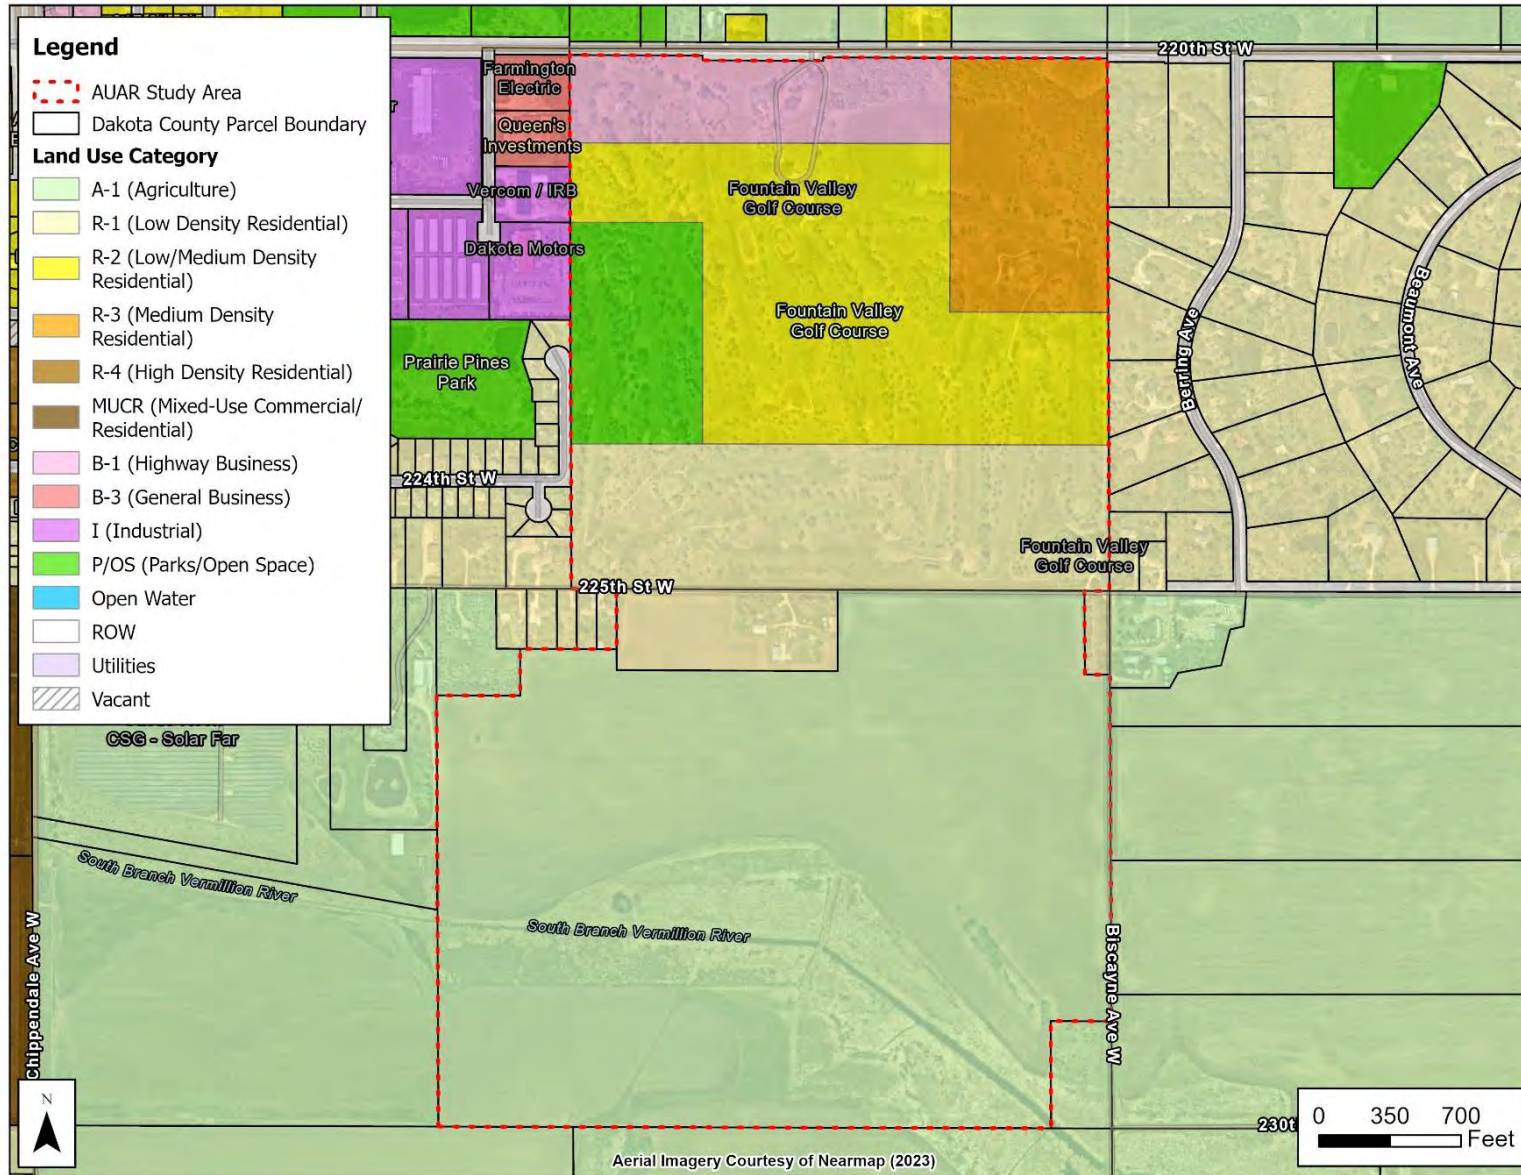 Legend
AUAR Study Area
Dakota County Parcel Boundary
Land Use Category
A-1 (Agriculture)
R-1 (Low Density Residential)
R-2 (Low/Medium Density
Residential)
R-3 (Medium Density
Residential)
R-4 (High Density Residential)
MUCR (Mixed-Use Commercial/
Residential)
B-1 (Highway Business)
B-3 (General Business)
I (Industrial)
P/OS (Parks/Open Space)
Open Water
ROW
Utilities
Vacant
220th St W
Farmington
Electric
Queen's
Investments
Vercom / IRB
Dakota Motors
Fountain Valley
Golf Course
Fountain Valley
Golf Course
Prairie Pines
Park
Berring Ave
Beaumont Ave
224th St W
Fountain Valley
Golf Course
225th St W
CSG - Solar Far
South Branch Vermillion River
South Branch Vermillion River
Chippendale Ave W
Biscayne Ave W
230th
N
0 350 700
Feet
Aerial Imagery Courtesy of Nearmap (2023)